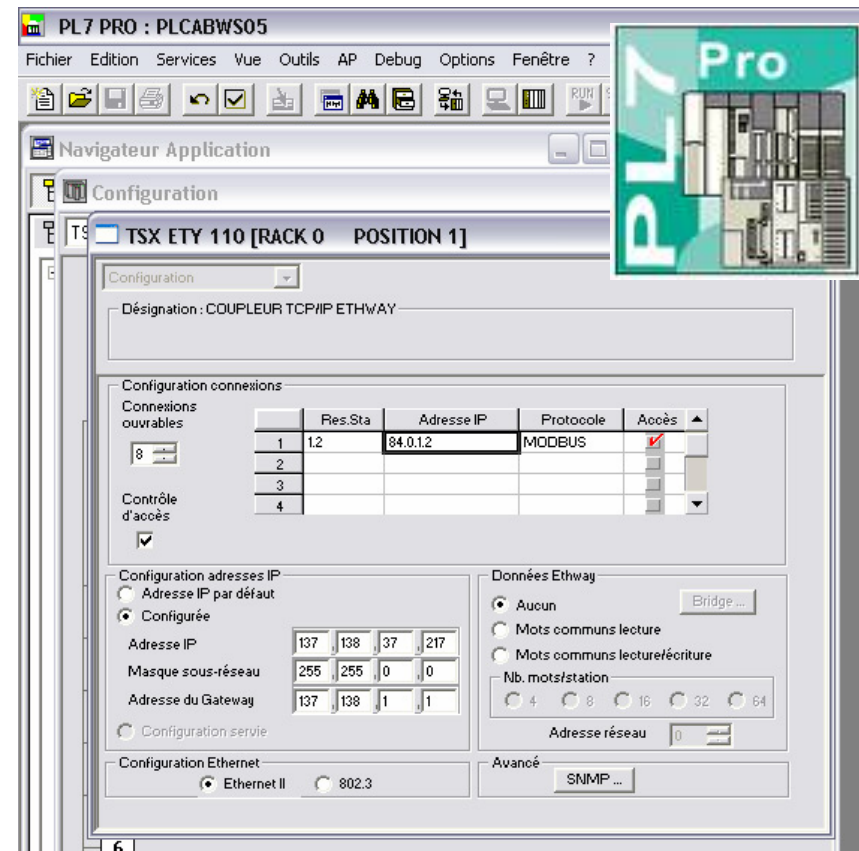 PL7 PRO : PLCABWS05
Fichier Edition Services Vue Outils AP Debug Options Fenêtre ?
PL7 Pro
RUN
Navigateur Application
Configuration
TSX ETY 110 [RACK 0 POSITION 1]
Configuration
Désignation : COUPLEUR TCP/IP ETHWAY
Configuration connexions
Connexions
ouvrables
8
Contrôle
d'accès
Res.Sta Adresse IP Protocole Accès
1 1.2 84.0.1.2 MODBUS
2
3
4
Configuration adresses IP
Adresse IP par défaut
Configurée
Adresse IP 137 . 138 . 37 . 217
Masque sous-réseau 255 . 255 . 0 . 0
Adresse du Gateway 137 . 138 . 1 . 1
Configuration servie
Données Ethway
Aucun
Bridge ...
Mots communs lecture
Mots communs lecture/écriture
Nb. mots/station
4 8 16 32 64
Adresse réseau 0
Configuration Ethernet
Ethernet II 802.3
Avancé
SNMP ...
6